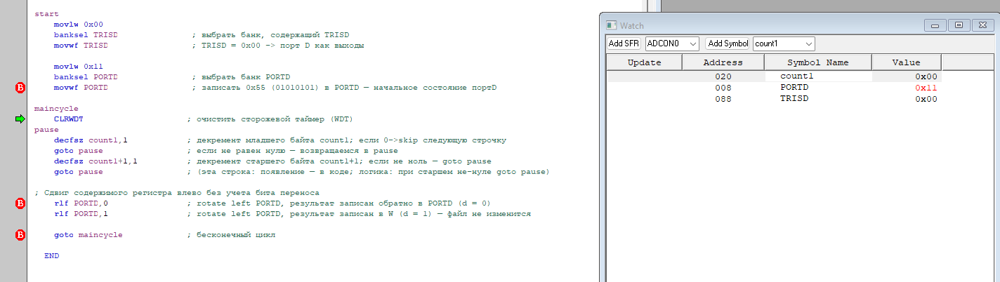 start
movlw 0x00
banksel TRISD ; выбрать банк, содержащий TRISD
movwf TRISD ; TRISD = 0x00 -> порт D как выходы
movlw 0x11
banksel PORTD ; выбрать банк PORTD
B movwf PORTD ; записать 0x55 (01010101) в PORTD — начальное состояние портD
maincycle
CLRWDT ; очистить сторожевой таймер (WDT)
pause
decfsz count1,1 ; декремент младшего байта count1; если 0->skip следующую строчку
goto pause ; если не равен нулю — возвращаемся в pause
decfsz count1+1,1 ; декремент старшего байта count1+1; если не ноль — goto pause
goto pause ; (эта строка: появление — в коде; логика: при старшем не-нуле goto pause)
; Сдвиг содержимого регистра влево без учета бита переноса
B rlf PORTD,0 ; rotate left PORTD, результат обратно в PORTD (d = 0)
rlf PORTD,1 ; rotate left PORTD, результат записан в W (d = 1) — файл не изменится
B goto maincycle ; бесконечный цикл
END
Watch
Add SFR ADCON0 Add Symbol count1
Update Address Symbol Name Value
020 count1 0x00
008 PORTD 0x11
088 TRISD 0x00